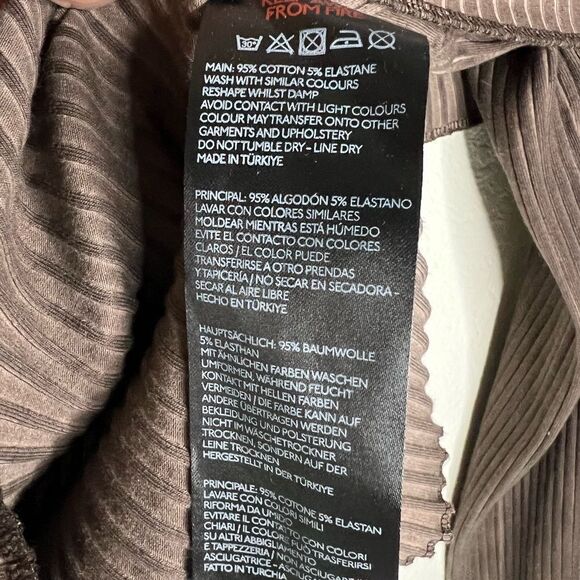 FROM FIRE
30°
MAIN: 95% COTTON 5% ELASTANE
WASH WITH SIMILAR COLOURS
RESHAPE WHILST DAMP
AVOID CONTACT WITH LIGHT COLOURS
COLOUR MAY TRANSFER ONTO OTHER
GARMENTS AND UPHOLSTERY
DO NOT TUMBLE DRY - LINE DRY
MADE IN TÜRKIYE
PRINCIPAL: 95% ALGODÓN 5% ELASTANO
LAVAR CON COLORES SIMILARES
MOLDEAR MIENTRAS ESTÁ HÚMEDO
EVITE EL CONTACTO CON COLORES
CLAROS / EL COLOR PUEDE
TRANSFERIRSE A OTRO PRENDAS
Y TAPICERÍA / NO SECAR EN SECADORA -
SECAR AL AIRE LIBRE
HECHO EN TÜRKIYE
HAUPTSÄCHLICH: 95% BAUMWOLLE
5% ELASTHAN
MIT ÄHNLICHEN FARBEN WASCHEN
UMFORMEN, WÄHREND FEUCHT
KONTAKT MIT HELLEN FARBEN
VERMEIDEN / DIE FARBE KANN AUF
ANDERE ÜBERTRAGEN WERDEN
BEKLEIDUNG UND POLSTERUNG
NICHT IM WÄSCHETROCKNER
TROCKNEN, SONDERN AUF DER
LEINE TROCKNEN
HERGESTELLT IN DER TÜRKIYE
PRINCIPALE: 95% COTONE 5% ELASTAN
LAVARE CON COLORI SIMILI
RIFORMA DA UMIDO
EVITARE IL CONTATTO CON COLORI
CHIARI / IL COLORE PUÒ TRASFERIRSI
SU ALTRI ABBIGLIAMENTO
E TAPPEZZERIA / NON ASCIUGARE
ASCIUGATRICE - ASCIUGA
FATTO IN TURCHIA